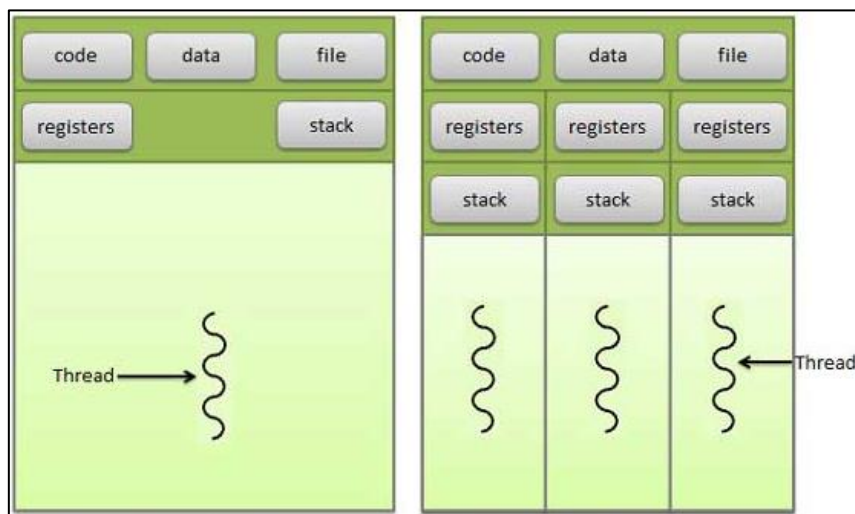 code data file
registers stack
Thread
code data file
registers registers registers
stack stack stack
Thread